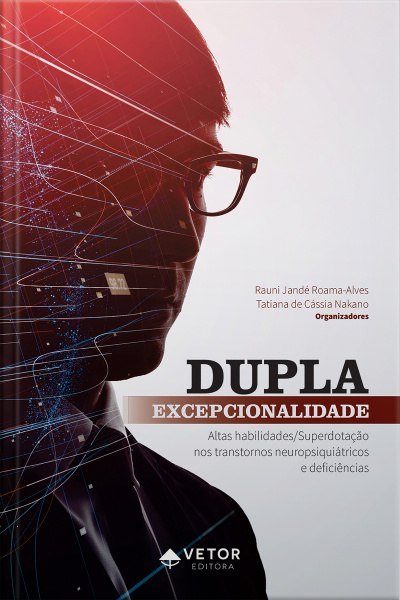 Rauni Jandé Roama-Alves
Tatiana de Cássia Nakano
Organizadores
DUPLA
EXCEPCIONALIDADE
Altas habilidades/Superdotação
nos transtornos neuropsiquiátricos
e deficiências
VETOR
EDITORA